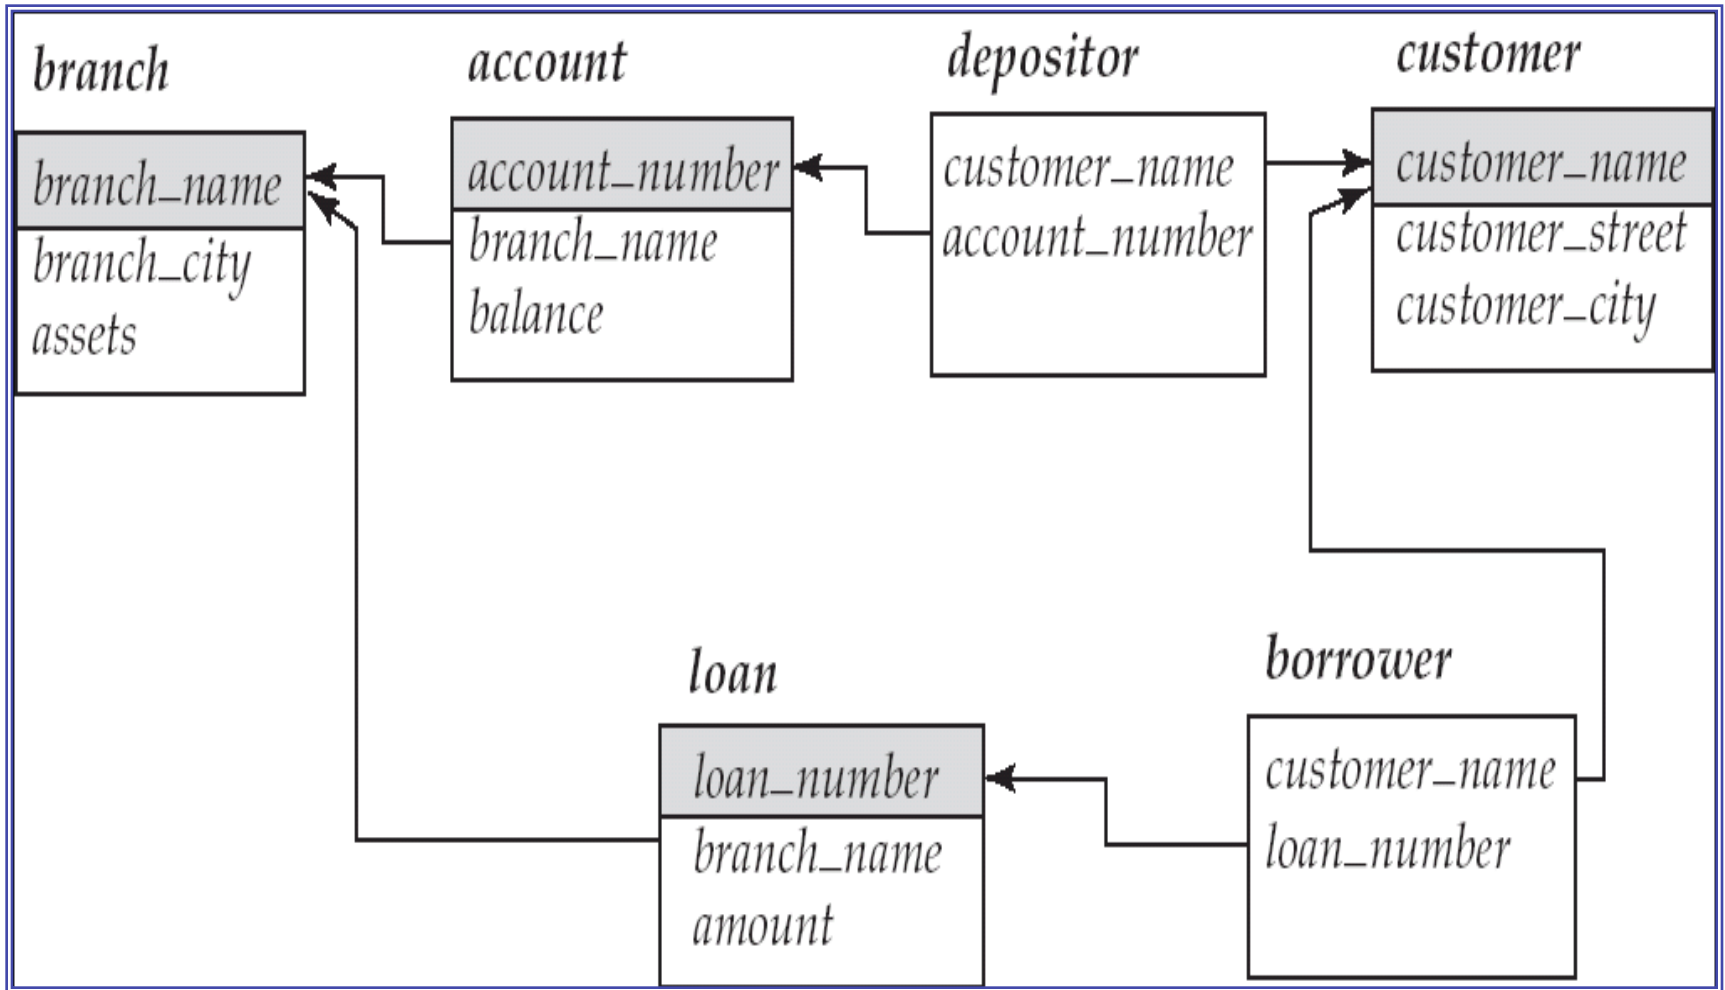 branch
branch_name
branch_city
assets
account
account_number
branch_name
balance
depositor
customer_name
account_number
customer
customer_name
customer_street
customer_city
loan
loan_number
branch_name
amount
borrower
customer_name
loan_number